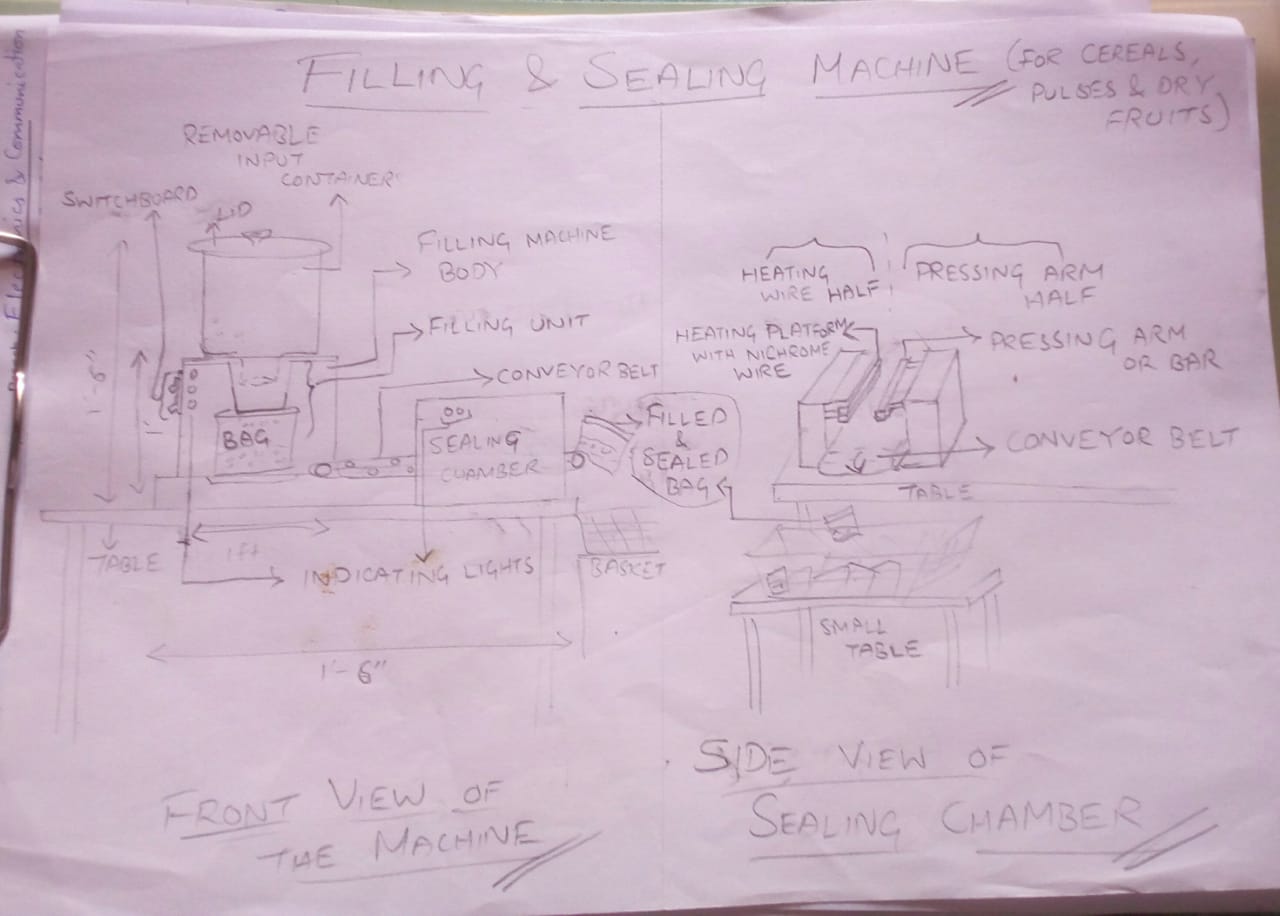 FILLING & SEALING MACHINE (FOR CEREALS,
PULSES & DRY
FRUITS)
REMOVABLE
INPUT
CONTAINER
SWITCHBOARD
LID
FILLING MACHINE
BODY
FILLING UNIT
CONVEYOR BELT
BAG
SEALING
CHAMBER
FILLED
&
SEALED
BAG
1'-6"
1'
TABLE
1ft
INDICATING LIGHTS
BASKET
1'-6"
FRONT VIEW OF
THE MACHINE
HEATING
WIRE HALF
PRESSING ARM
HALF
HEATING PLATFORM
WITH NICHROME
WIRE
PRESSING ARM
OR BAR
CONVEYOR BELT
TABLE
SMALL
TABLE
SIDE VIEW OF
SEALING CHAMBER
& Communication